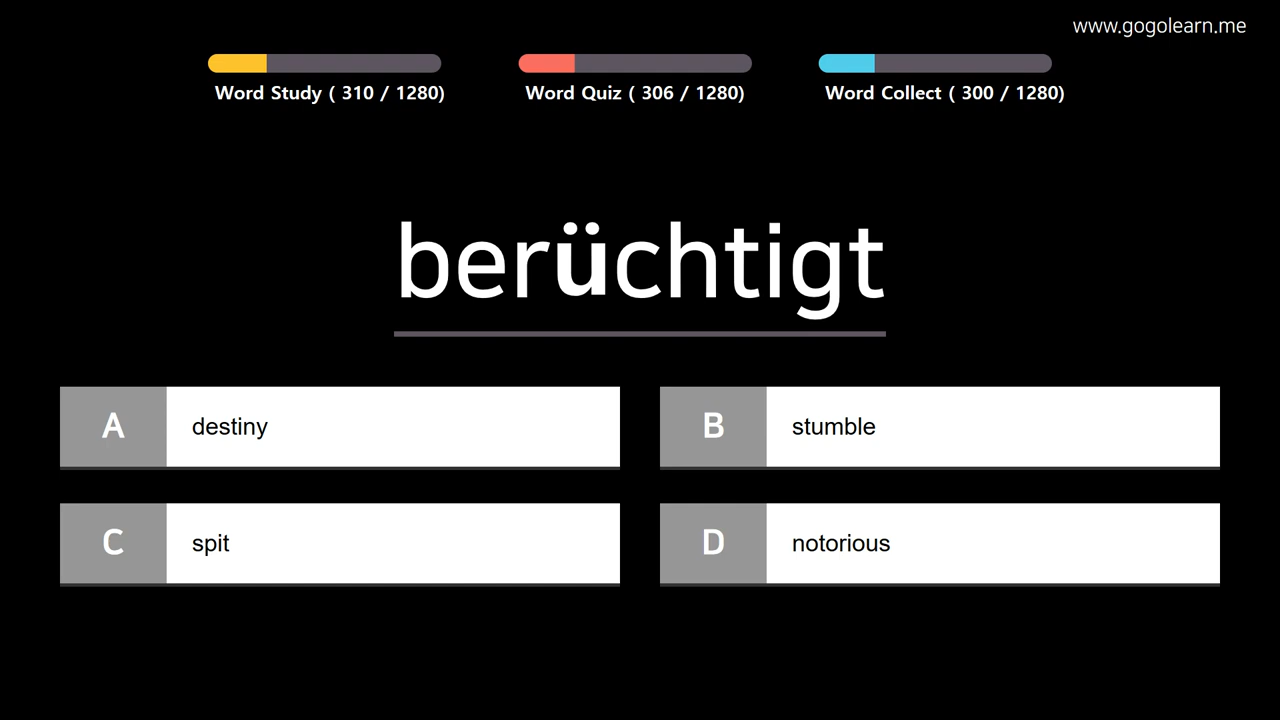 www.gogolearn.me
Word Study ( 310 / 1280)
Word Quiz ( 306 / 1280)
Word Collect ( 300 / 1280)
berüchtigt
A destiny
B stumble
C spit
D notorious